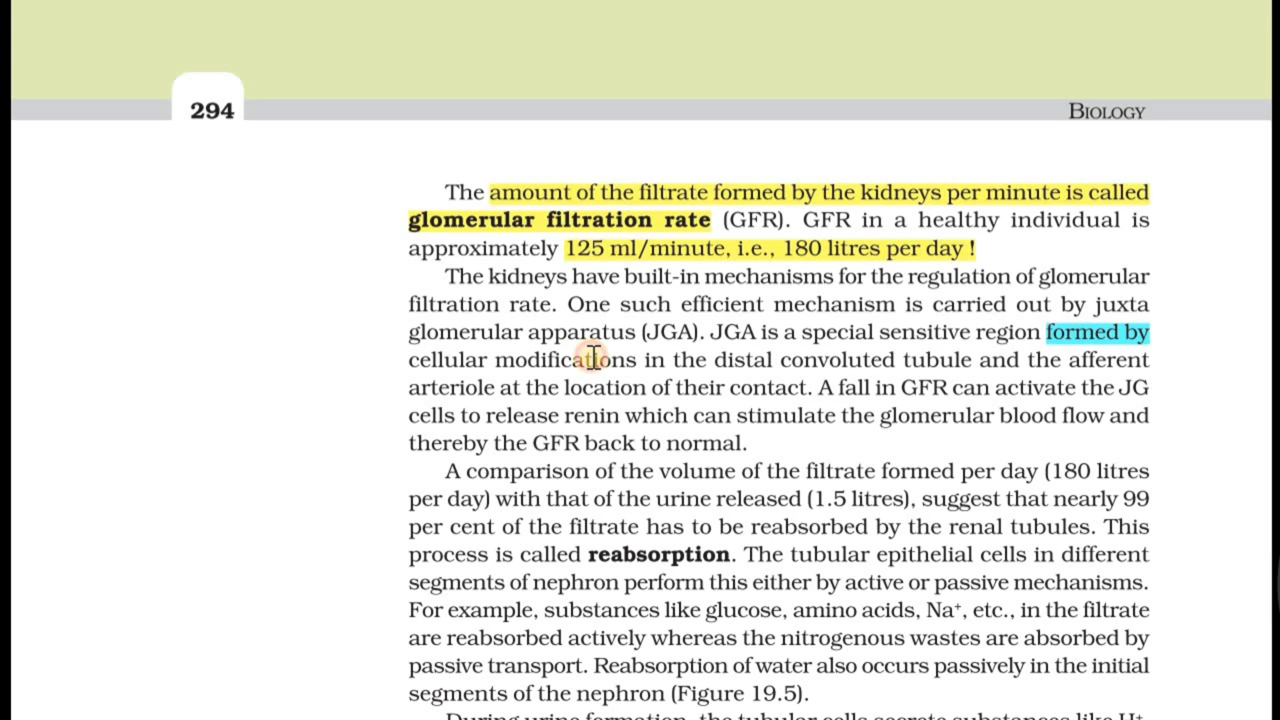 294
BIOLOGY
The amount of the filtrate formed by the kidneys per minute is called
glomerular filtration rate (GFR). GFR in a healthy individual is
approximately 125 ml/minute, i.e., 180 litres per day !
The kidneys have built-in mechanisms for the regulation of glomerular
filtration rate. One such efficient mechanism is carried out by juxta
glomerular apparatus (JGA). JGA is a special sensitive region formed by
cellular modifications in the distal convoluted tubule and the afferent
arteriole at the location of their contact. A fall in GFR can activate the JG
cells to release renin which can stimulate the glomerular blood flow and
thereby the GFR back to normal.
A comparison of the volume of the filtrate formed per day (180 litres
per day) with that of the urine released (1.5 litres), suggest that nearly 99
per cent of the filtrate has to be reabsorbed by the renal tubules. This
process is called reabsorption. The tubular epithelial cells in different
segments of nephron perform this either by active or passive mechanisms.
For example, substances like glucose, amino acids, Na⁺, etc., in the filtrate
are reabsorbed actively whereas the nitrogenous wastes are absorbed by
passive transport. Reabsorption of water also occurs passively in the initial
segments of the nephron (Figure 19.5).
During urine formation, the tubular cells secrete substances like H⁺,